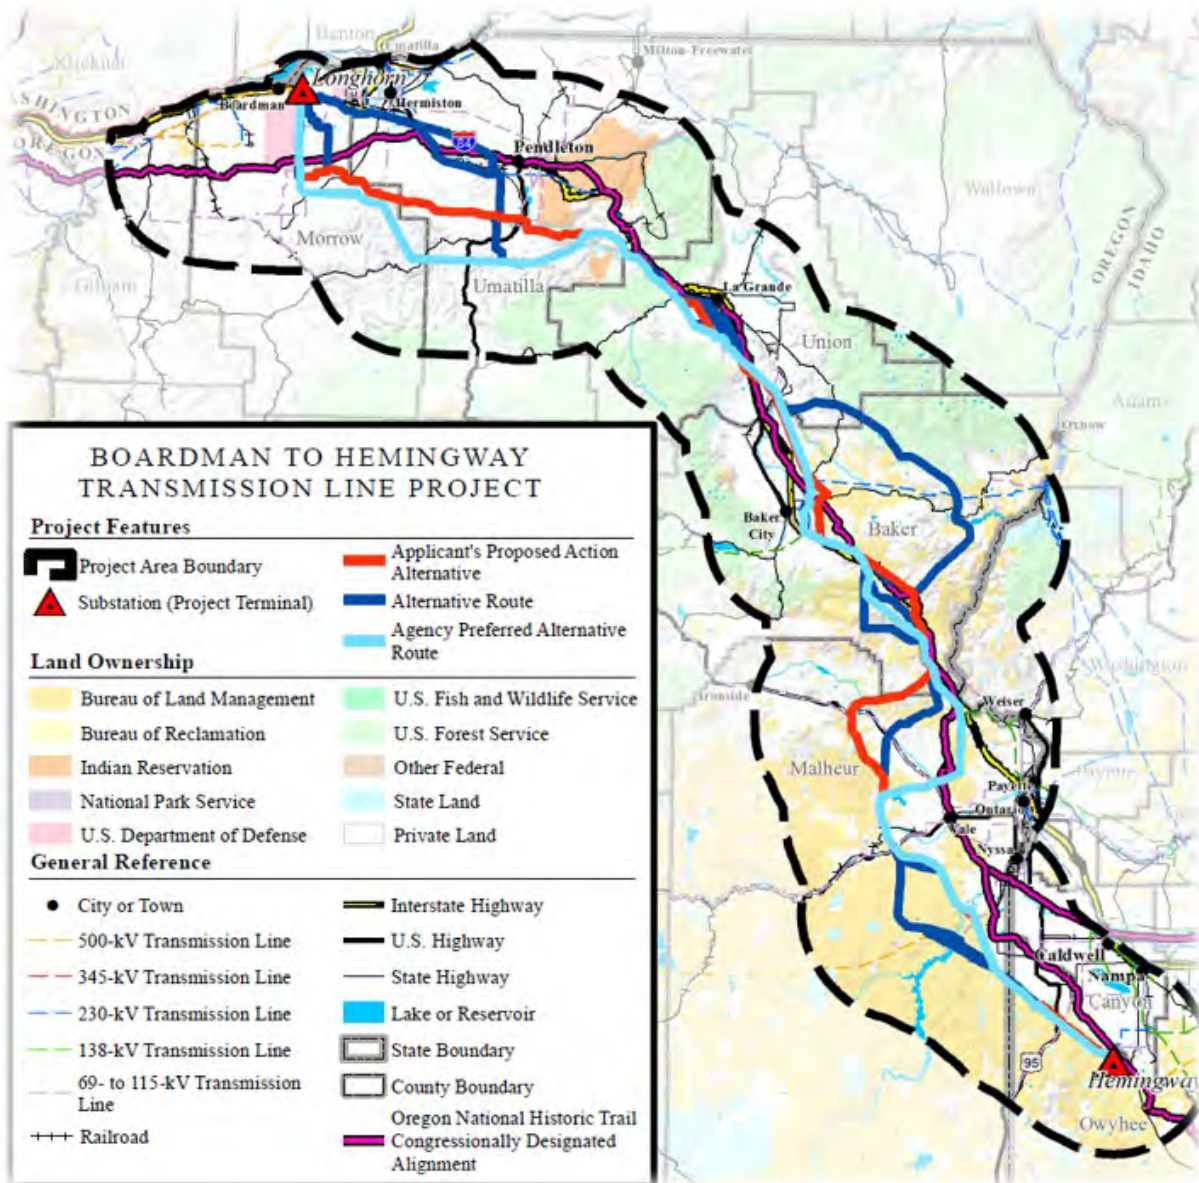 Benton
Umatilla
Klickitat
Milton-Freewater
Longhorn
Boardman
Hermiston
WASHINGTON
OREGON
84
Pendleton
Wallowa
OREGON
IDAHO
Morrow
Gilliam
Umatilla
La Grande
Union
Adams
Oxbow
Baker
City
Baker
Washington
Ironside
Weiser
Malheur
Payette
Payette
Ontario
Vale
Nyssa
Caldwell
Nampa
Canyon
95
Hemingway
Owyhee
BOARDMAN TO HEMINGWAY
TRANSMISSION LINE PROJECT
Project Features
Project Area Boundary
Substation (Project Terminal)
Applicant's Proposed Action
Alternative
Alternative Route
Agency Preferred Alternative
Route
Land Ownership
Bureau of Land Management
Bureau of Reclamation
Indian Reservation
National Park Service
U.S. Department of Defense
U.S. Fish and Wildlife Service
U.S. Forest Service
Other Federal
State Land
Private Land
General Reference
City or Town
500-kV Transmission Line
345-kV Transmission Line
230-kV Transmission Line
138-kV Transmission Line
69- to 115-kV Transmission
Line
Railroad
Interstate Highway
U.S. Highway
State Highway
Lake or Reservoir
State Boundary
County Boundary
Oregon National Historic Trail
Congressionally Designated
Alignment